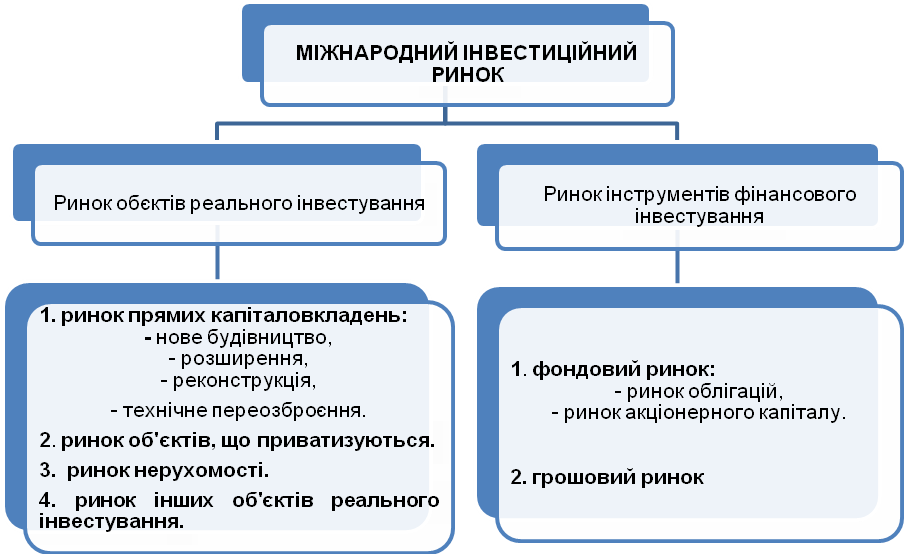 МІЖНАРОДНИЙ ІНВЕСТИЦІЙНИЙ
РИНОК
Ринок обєктів реального інвестування
Ринок інструментів фінансового
інвестування
1. ринок прямих капіталовкладень:
- нове будівництво,
- розширення,
- реконструкція,
- технічне переозброєння.
2. ринок об'єктів, що приватизуються.
3. ринок нерухомості.
4. ринок інших об'єктів реального
інвестування.
1. фондовий ринок:
- ринок облігацій,
- ринок акціонерного капіталу.
2. грошовий ринок